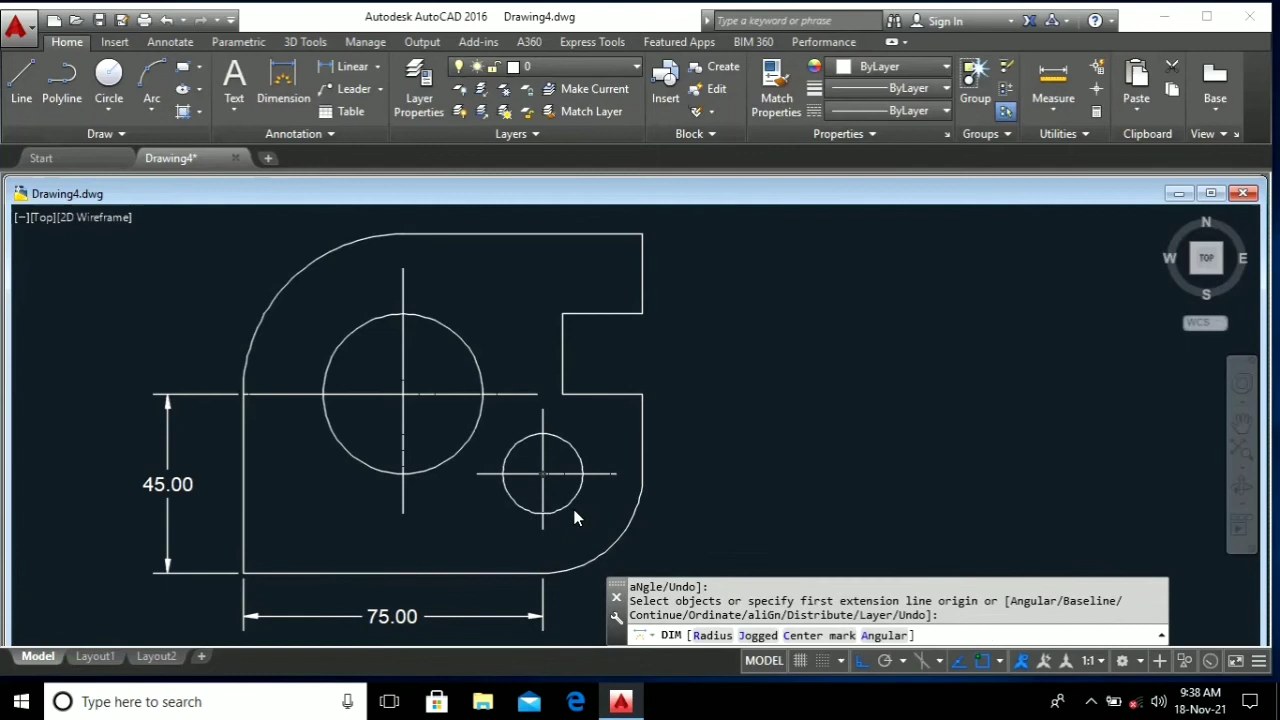 Autodesk AutoCAD 2016 Drawing4.dwg
Type a keyword or phrase
Sign In
Home Insert Annotate Parametric 3D Tools Manage Output Add-ins A360 Express Tools Featured Apps BIM 360 Performance
Line Polyline Circle Arc
Text Dimension
Linear
Leader
Table
Layer Properties
0
Make Current
Match Layer
Insert
Create
Edit
Match Properties
ByLayer
ByLayer
ByLayer
Group
Measure
Paste
Base
Draw Annotation Layers Block Properties Groups Utilities Clipboard View
Start Drawing4*
Drawing4.dwg
[−][Top][2D Wireframe]
N
W TOP E
S
WCS
45.00
75.00
aNgle/Undo]:
Select objects or specify first extension line origin or [Angular/Baseline/
Continue/Ordinate/aliGn/Distribute/Layer/Undo]:
DIM [Radius Jogged Center mark Angular]
Model Layout1 Layout2
MODEL 1:1
Type here to search
9:38 AM
18-Nov-21